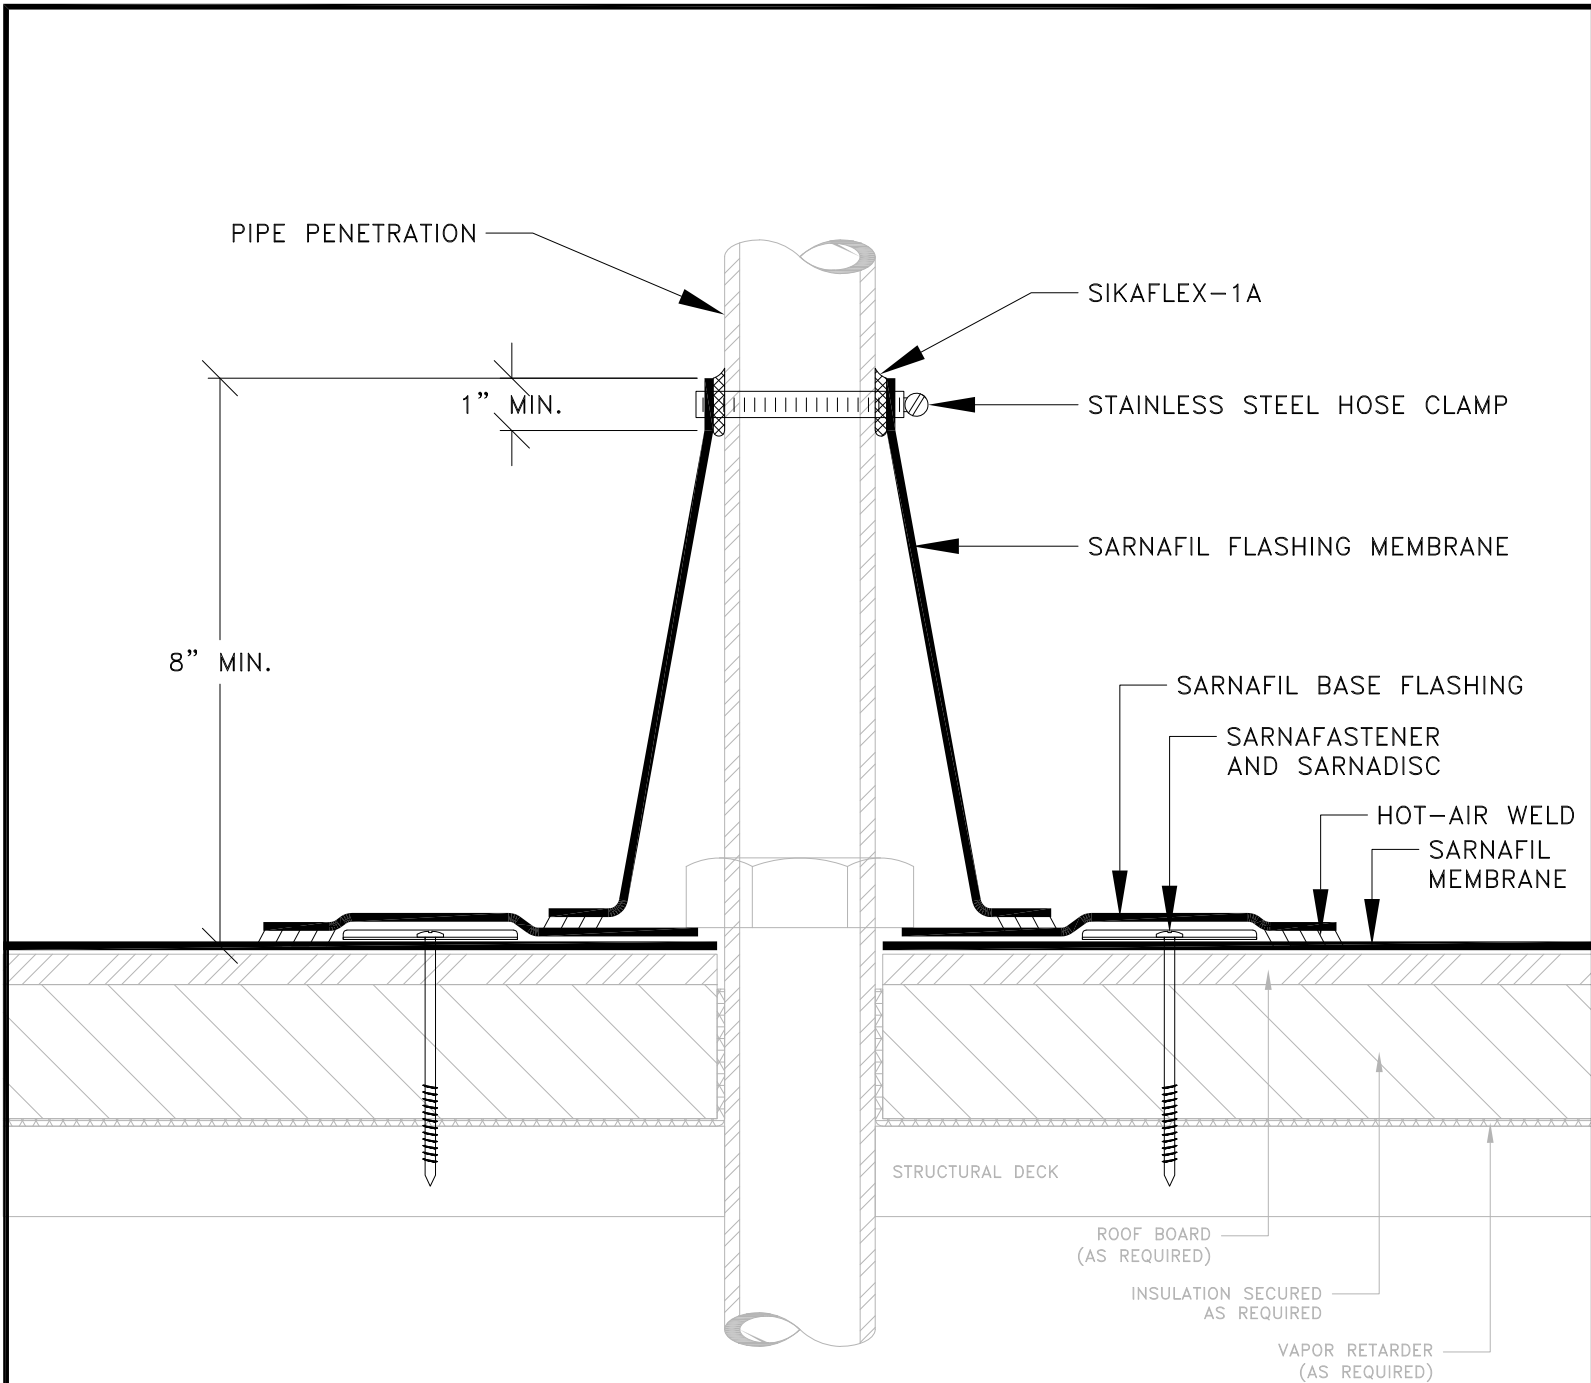 PIPE PENETRATION
SIKAFLEX-1A
1” MIN.
STAINLESS STEEL HOSE CLAMP
SARNAFIL FLASHING MEMBRANE
8” MIN.
SARNAFIL BASE FLASHING
SARNAFASTENER
AND SARNADISC
HOT-AIR WELD
SARNAFIL
MEMBRANE
STRUCTURAL DECK
ROOF BOARD
(AS REQUIRED)
INSULATION SECURED
AS REQUIRED
VAPOR RETARDER
(AS REQUIRED)